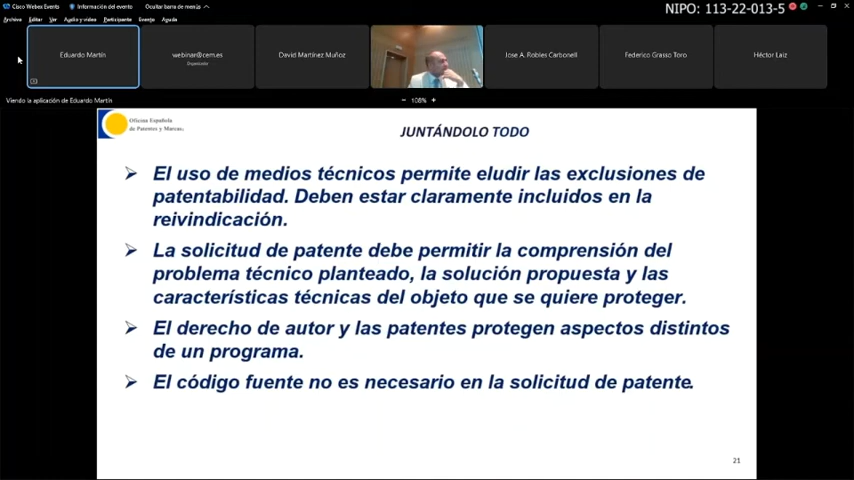 Cisco Webex Events
Información del evento
Ocultar barra de menús
NIPO: 113-22-013-5
Archivo Editar Ver Audio y vídeo Participante Evento Ayuda
Eduardo Martín
webinar@cem.es
Organizador
David Martínez Muñoz
Jose A. Robles Carbonell
Federico Grasso Toro
Héctor Laiz
Viendo la aplicación de Eduardo Martín
− 108% +
Oficina Española
de Patentes y Marcas
JUNTÁNDOLO TODO
El uso de medios técnicos permite eludir las exclusiones de
patentabilidad. Deben estar claramente incluidos en la
reivindicación.
La solicitud de patente debe permitir la comprensión del
problema técnico planteado, la solución propuesta y las
características técnicas del objeto que se quiere proteger.
El derecho de autor y las patentes protegen aspectos distintos
de un programa.
El código fuente no es necesario en la solicitud de patente.
21